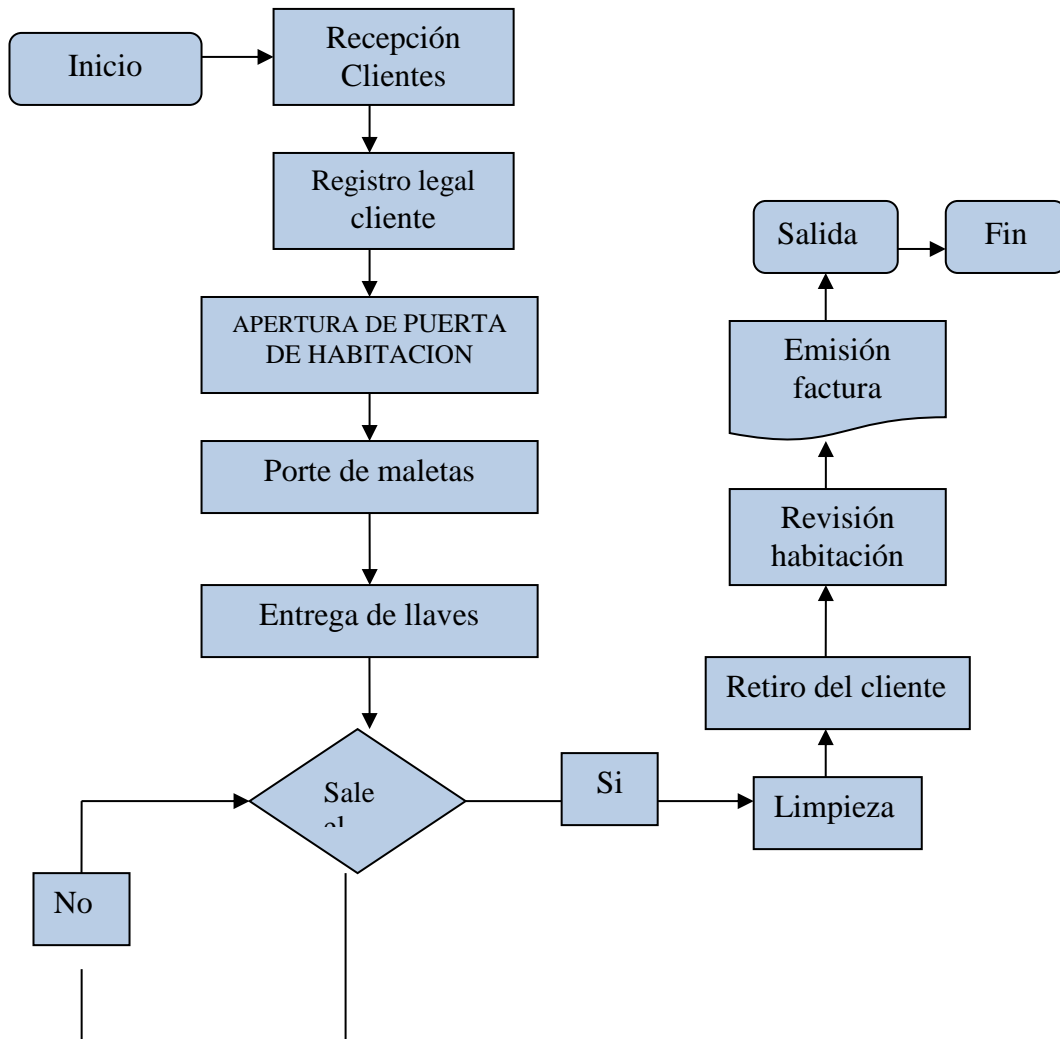 Inicio
Recepción
Clientes
Registro legal
cliente
APERTURA DE PUERTA
DE HABITACION
Porte de maletas
Entrega de llaves
Sale
el
No
Si
Limpieza
Retiro del cliente
Revisión
habitación
Emisión
factura
Salida
Fin